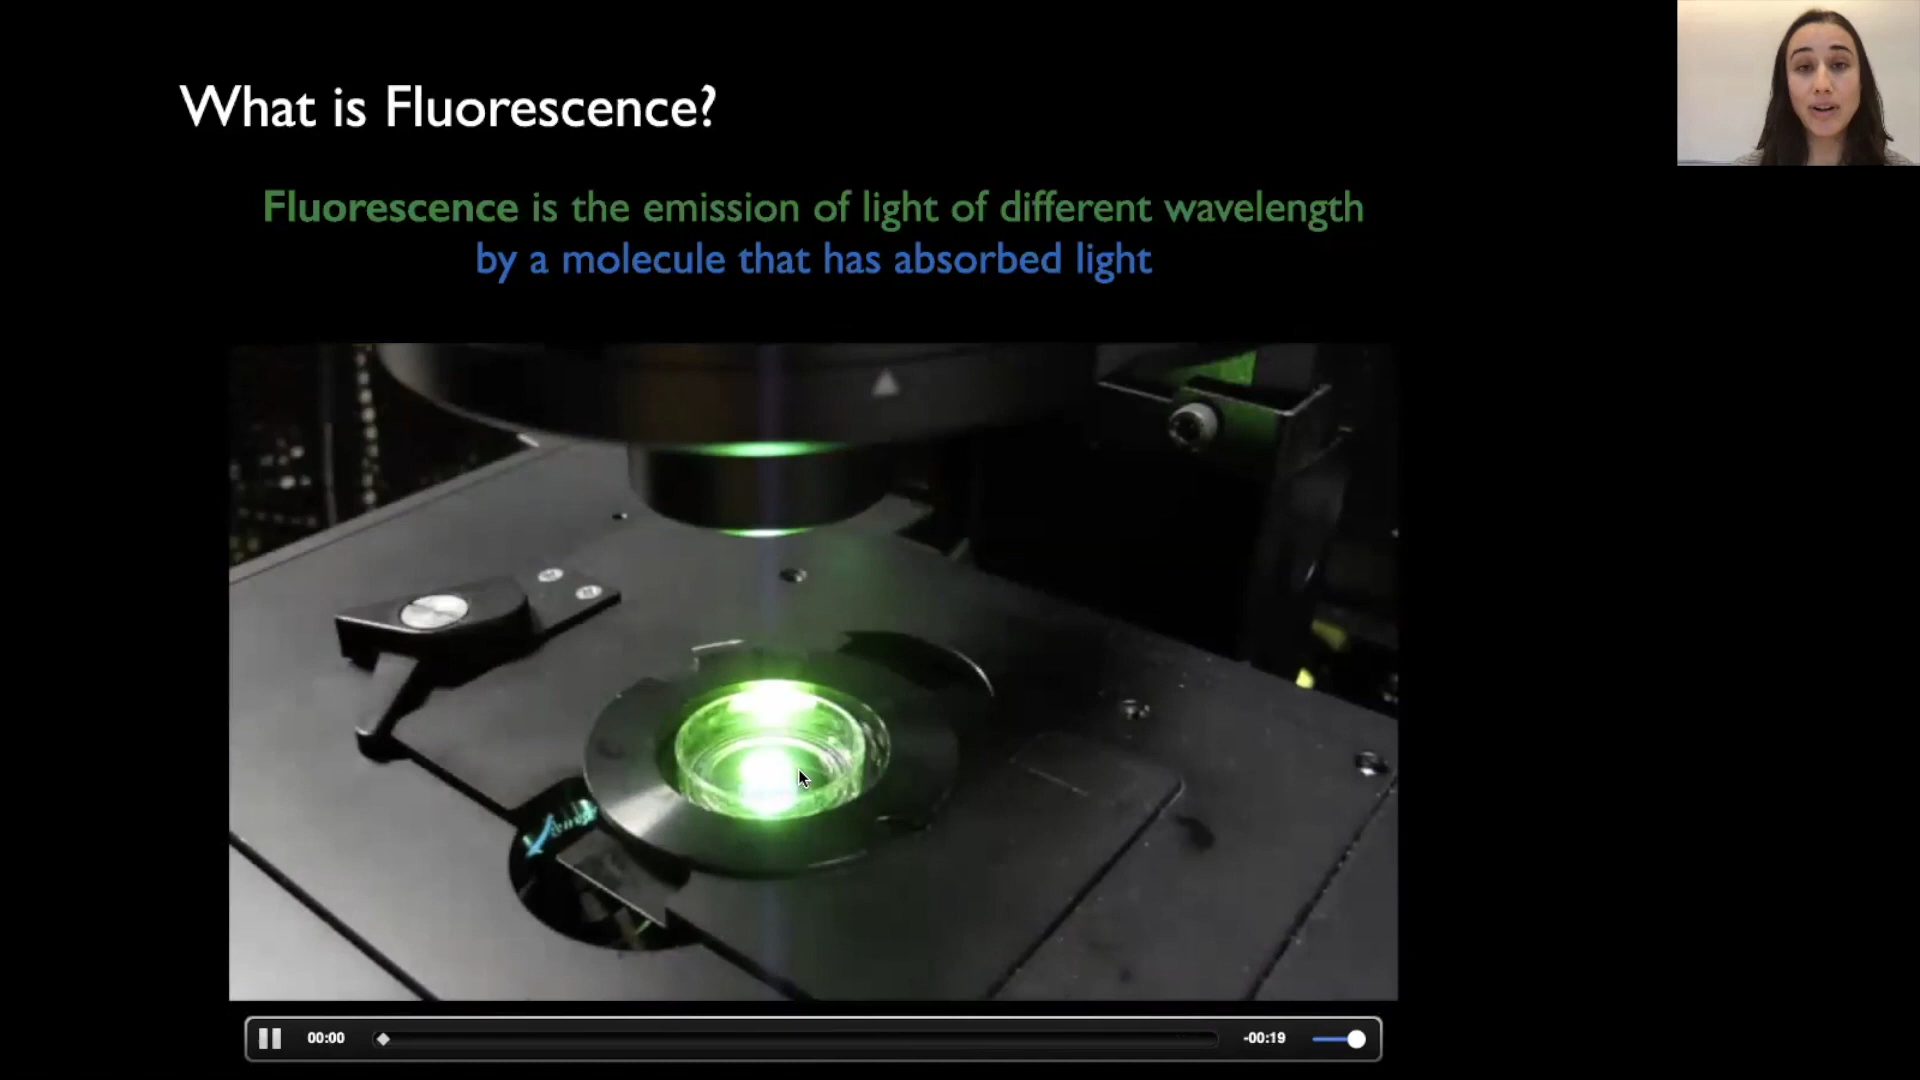 What is Fluorescence?
Fluorescence is the emission of light of different wavelength
by a molecule that has absorbed light
00:00
-00:19